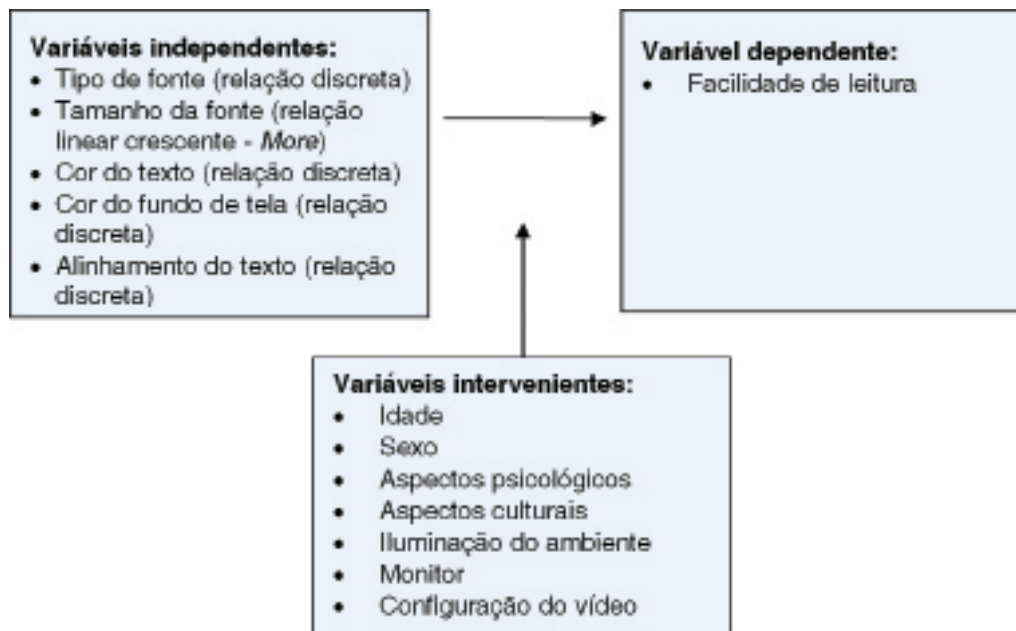 Variáveis independentes:
• Tipo de fonte (relação discreta)
• Tamanho da fonte (relação
linear crescente - More)
• Cor do texto (relação discreta)
• Cor do fundo de tela (relação
discreta)
• Alinhamento do texto (relação
discreta)
Variável dependente:
• Facilidade de leitura
Variáveis intervenientes:
• Idade
• Sexo
• Aspectos psicológicos
• Aspectos culturais
• Iluminação do ambiente
• Monitor
• Configuração do vídeo